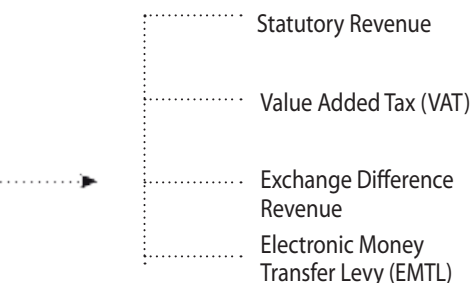 Statutory Revenue
Value Added Tax (VAT)
Exchange Difference
Revenue
Electronic Money
Transfer Levy (EMTL)